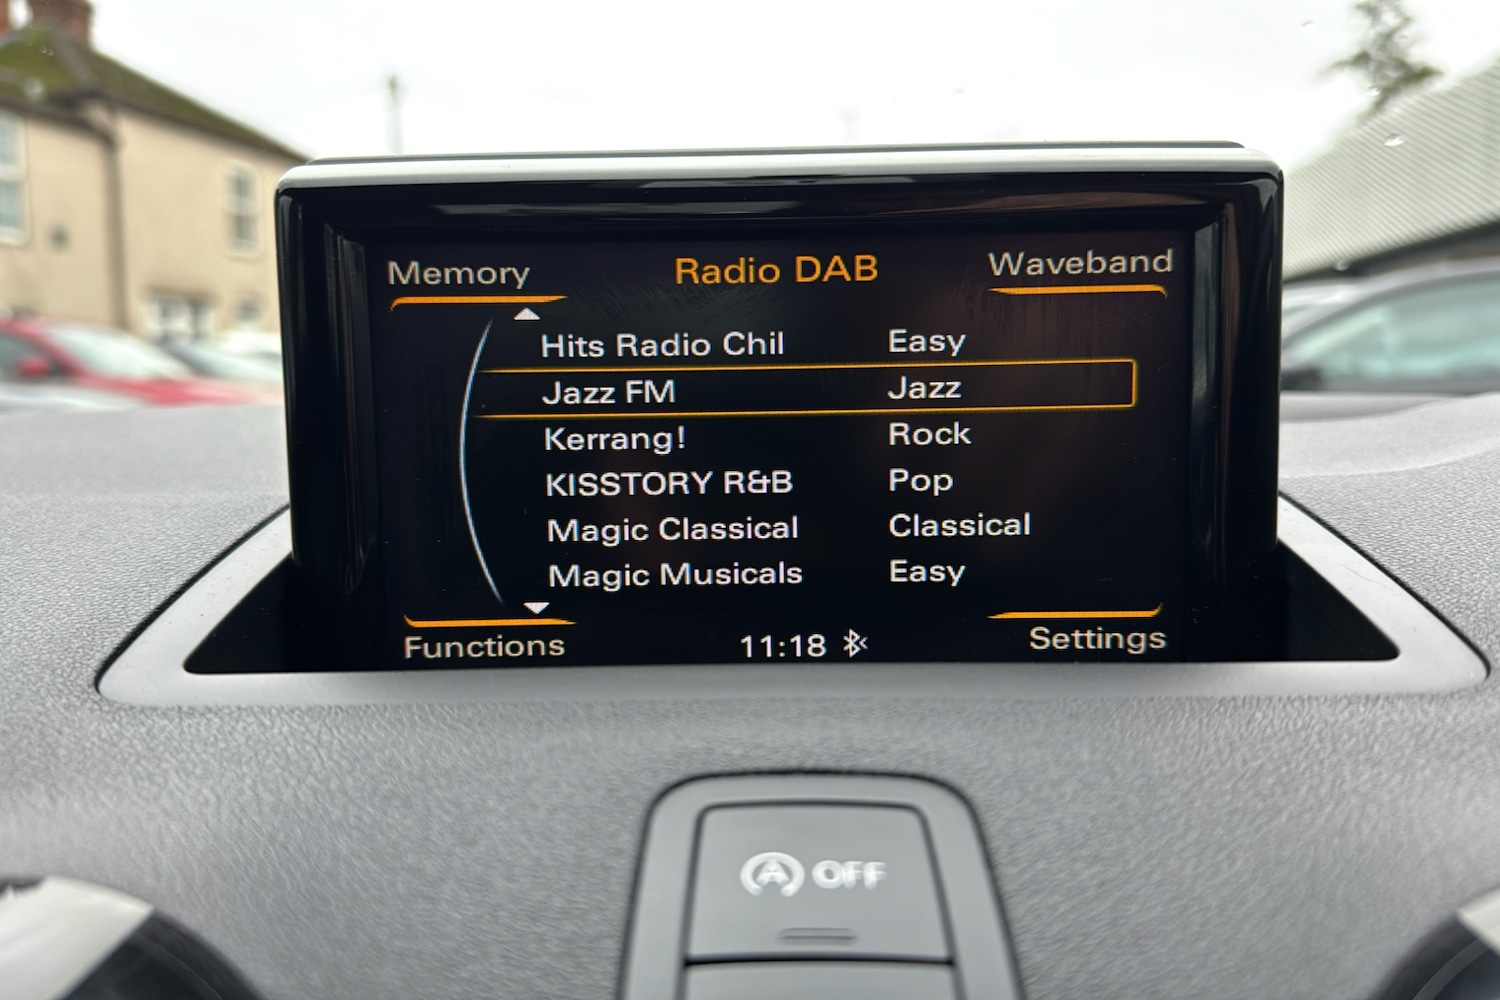 Memory Radio DAB Waveband
Hits Radio Chil Easy
Jazz FM Jazz
Kerrang! Rock
KISSTORY R&B Pop
Magic Classical Classical
Magic Musicals Easy
Functions 11:18 Settings
A OFF